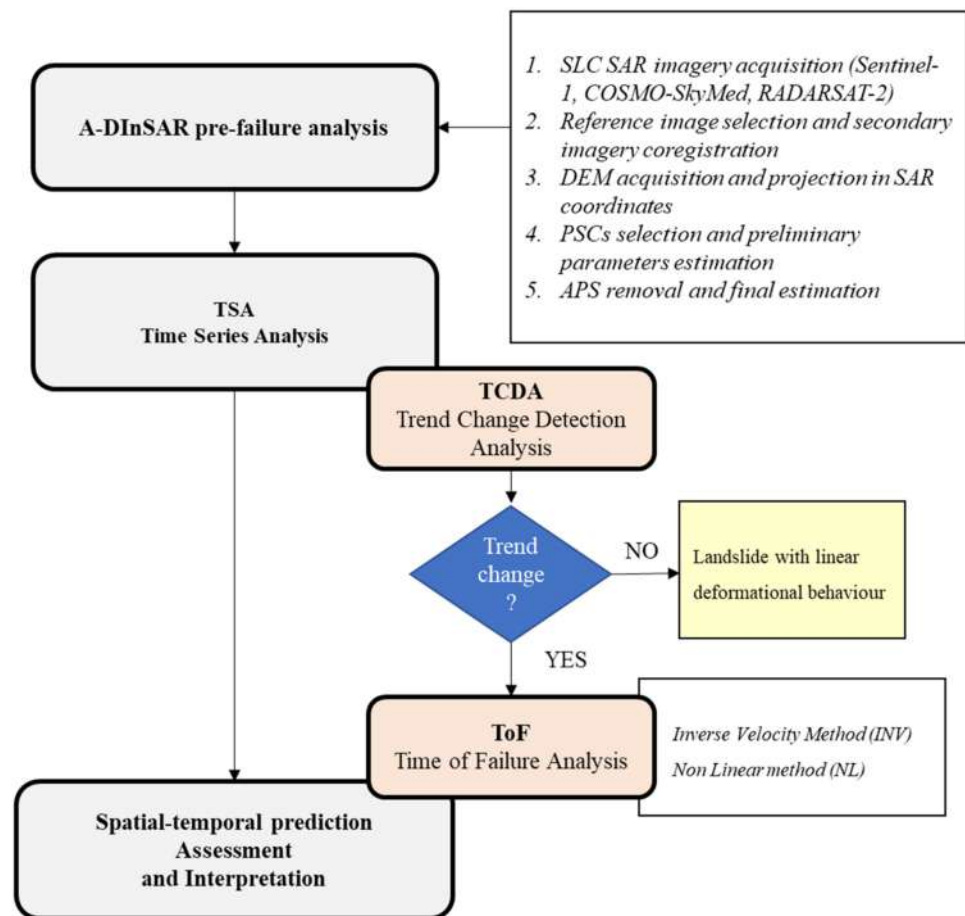 A-DInSAR pre-failure analysis
1. SLC SAR imagery acquisition (Sentinel-
1, COSMO-SkyMed, RADARSAT-2)
2. Reference image selection and secondary
imagery coregistration
3. DEM acquisition and projection in SAR
coordinates
4. PSCs selection and preliminary
parameters estimation
5. APS removal and final estimation
TSA
Time Series Analysis
TCDA
Trend Change Detection
Analysis
Trend
change
?
NO
Landslide with linear
deformational behaviour
YES
ToF
Time of Failure Analysis
Inverse Velocity Method (INV)
Non Linear method (NL)
Spatial-temporal prediction
Assessment
and Interpretation